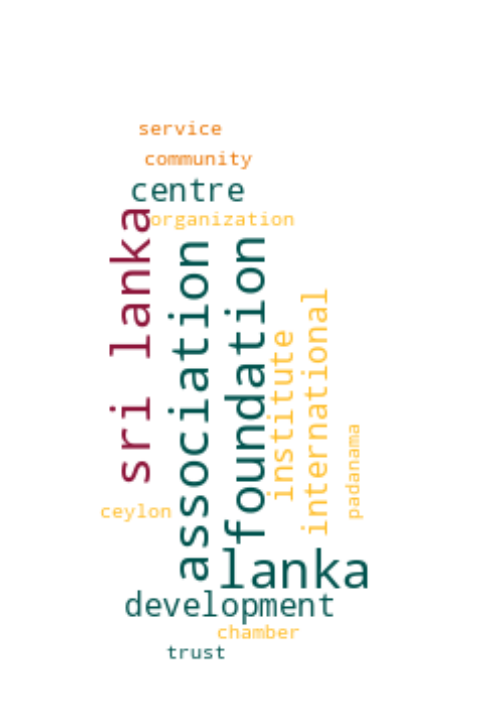 service
community
centre
organization
sri lanka
association
foundation
institute
international
padanama
ceylon
lanka
development
chamber
trust